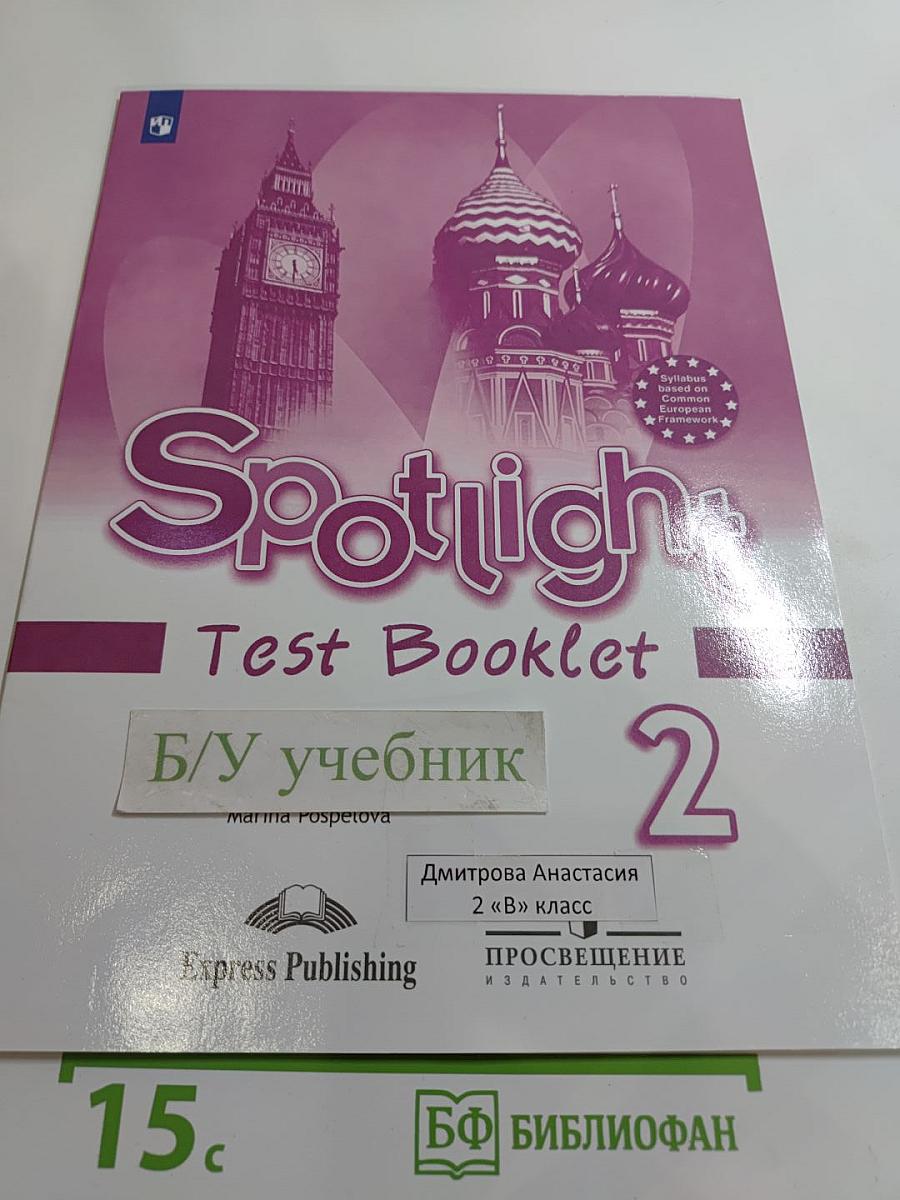 Syllabus
based on
Common
European
Framework
Spotlight
Test Booklet
2
Б/У учебник
Marina Pospelova
Дмитрова Анастасия
2 «В» класс
Express Publishing
ПРОСВЕЩЕНИЕ
ИЗДАТЕЛЬСТВО
15 с
БФ БИБЛИОФАН